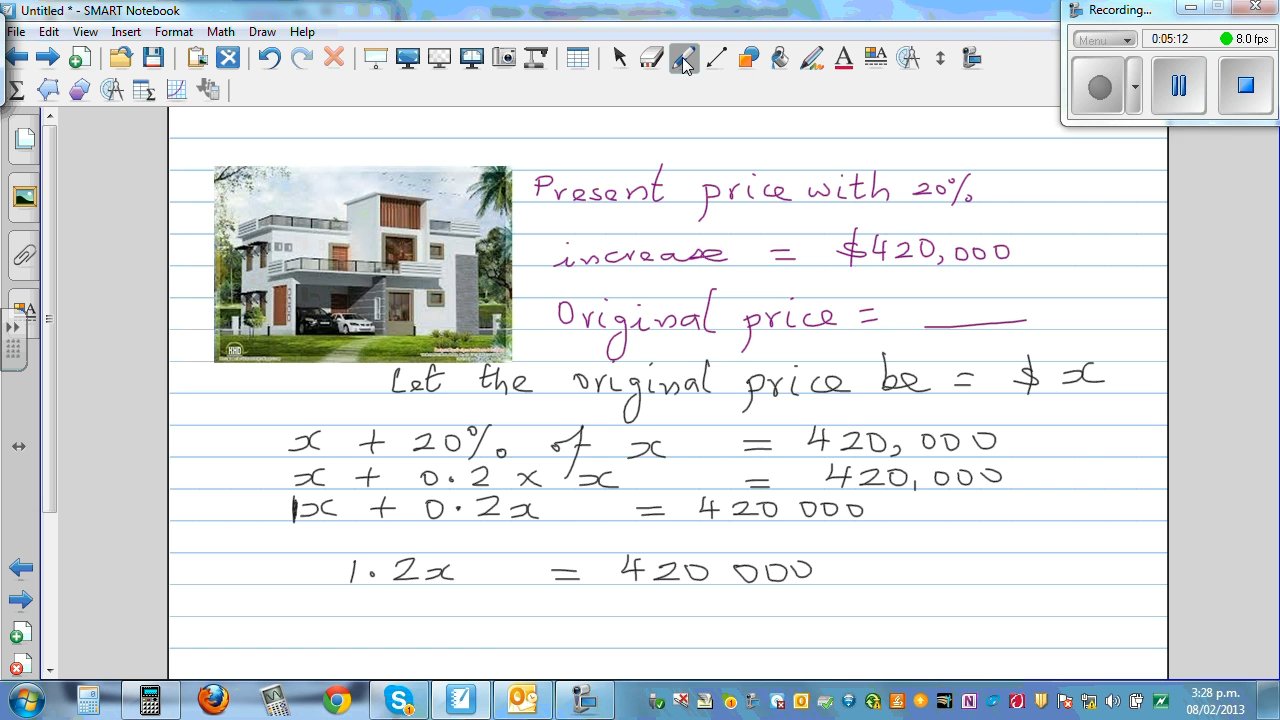 Untitled * - SMART Notebook
Recording...
File Edit View Insert Format Math Draw Help
Menu
0:05:12
8.0 fps
Present price with 20%
increase = $420,000
Original price = ______
Let the original price be = $ x
x + 20% of x = 420,000
x + 0.2 x x = 420,000
1x + 0.2x = 420 000
1.2x = 420 000
3:28 p.m.
08/02/2013